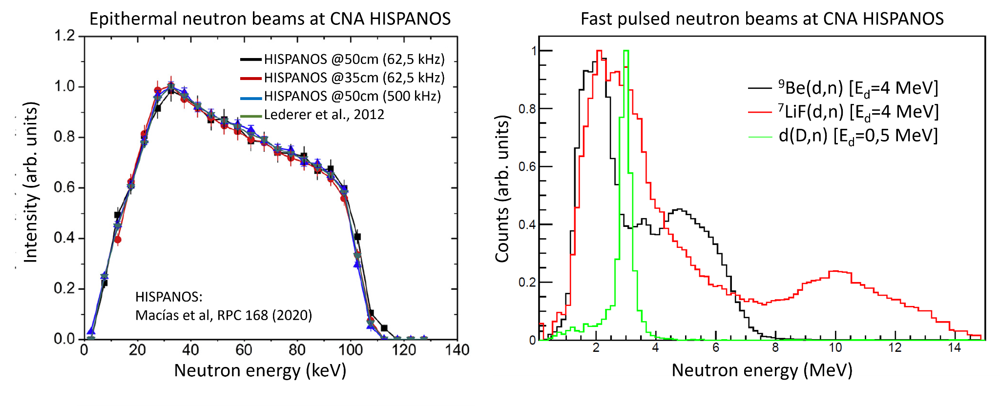 Epithermal neutron beams at CNA HISPANOS
1.2
1.0
0.8
0.6
0.4
0.2
0.0
Intensity (arb. units)
HISPANOS @50cm (62,5 kHz)
HISPANOS @35cm (62,5 kHz)
HISPANOS @50cm (500 kHz)
Lederer et al., 2012
HISPANOS:
Macías et al, RPC 168 (2020)
0 20 40 60 80 100 120 140
Neutron energy (keV)
Fast pulsed neutron beams at CNA HISPANOS
1
0.8
0.6
0.4
0.2
0
Counts (arb. units)
⁹Be(d,n) [E_d=4 MeV]
⁷LiF(d,n) [E_d=4 MeV]
d(D,n) [E_d=0,5 MeV]
2 4 6 8 10 12 14
Neutron energy (MeV)